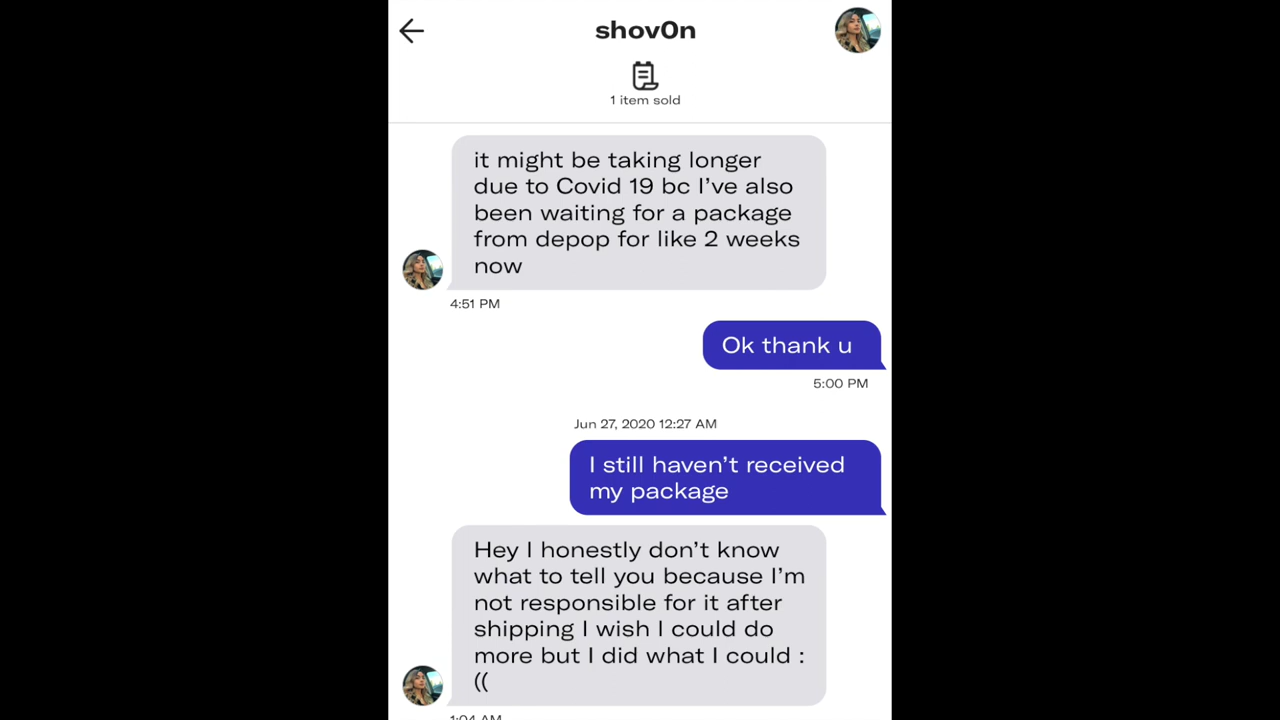 shov0n
1 item sold
it might be taking longer
due to Covid 19 bc I’ve also
been waiting for a package
from depop for like 2 weeks
now
4:51 PM
Ok thank u
5:00 PM
Jun 27, 2020 12:27 AM
I still haven’t received
my package
Hey I honestly don’t know
what to tell you because I’m
not responsible for it after
shipping I wish I could do
more but I did what I could :
((
1:04 AM